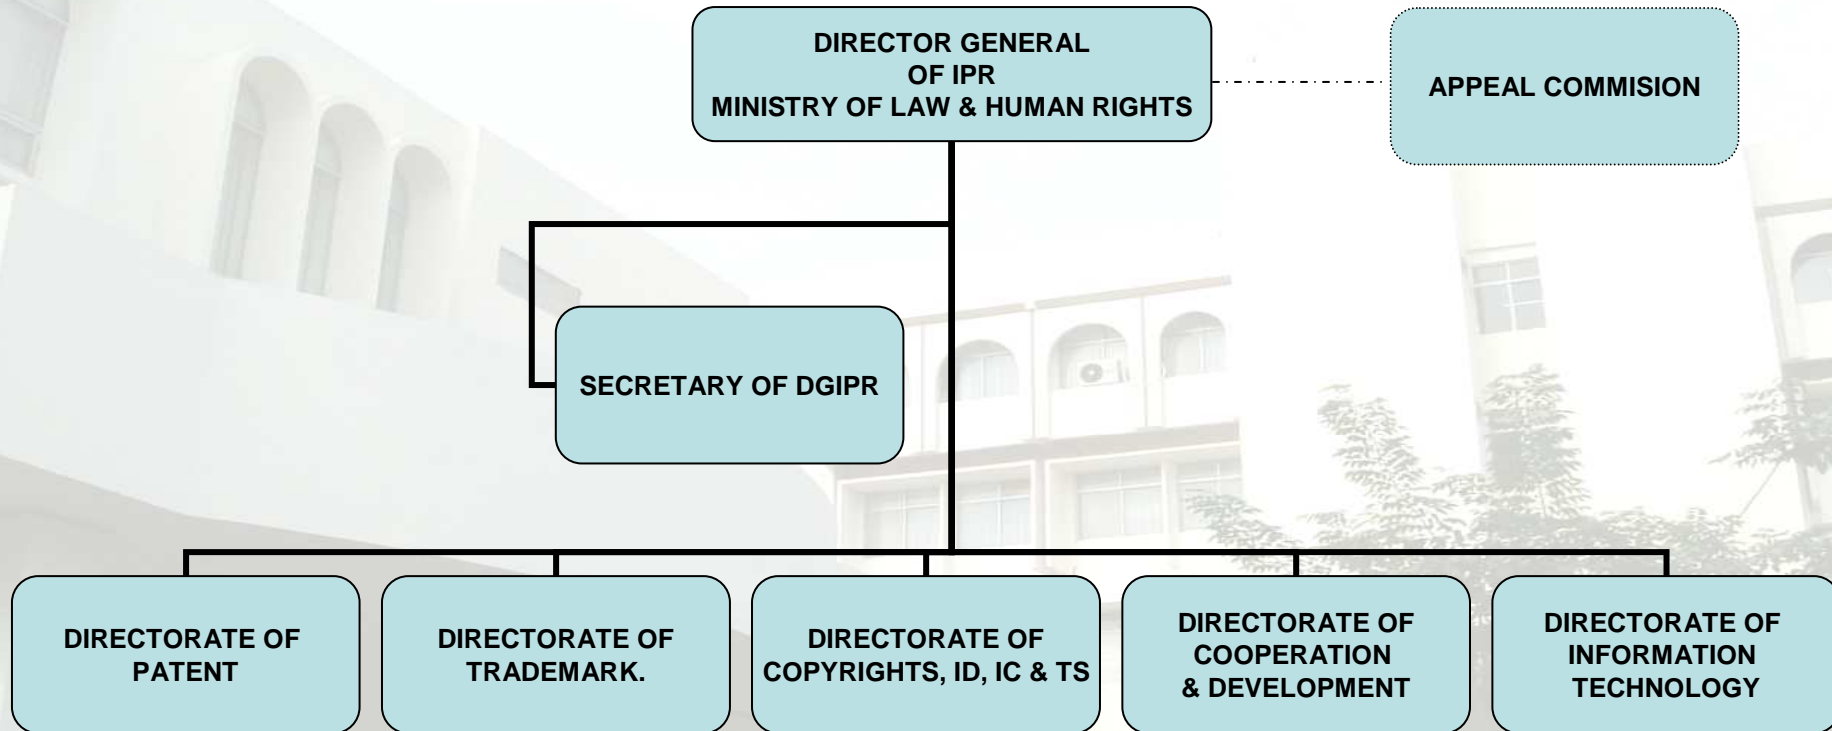 DIRECTOR GENERAL
OF IPR
MINISTRY OF LAW & HUMAN RIGHTS
APPEAL COMMISION
SECRETARY OF DGIPR
DIRECTORATE OF
PATENT
DIRECTORATE OF
TRADEMARK.
DIRECTORATE OF
COPYRIGHTS, ID, IC & TS
DIRECTORATE OF
COOPERATION
& DEVELOPMENT
DIRECTORATE OF
INFORMATION
TECHNOLOGY